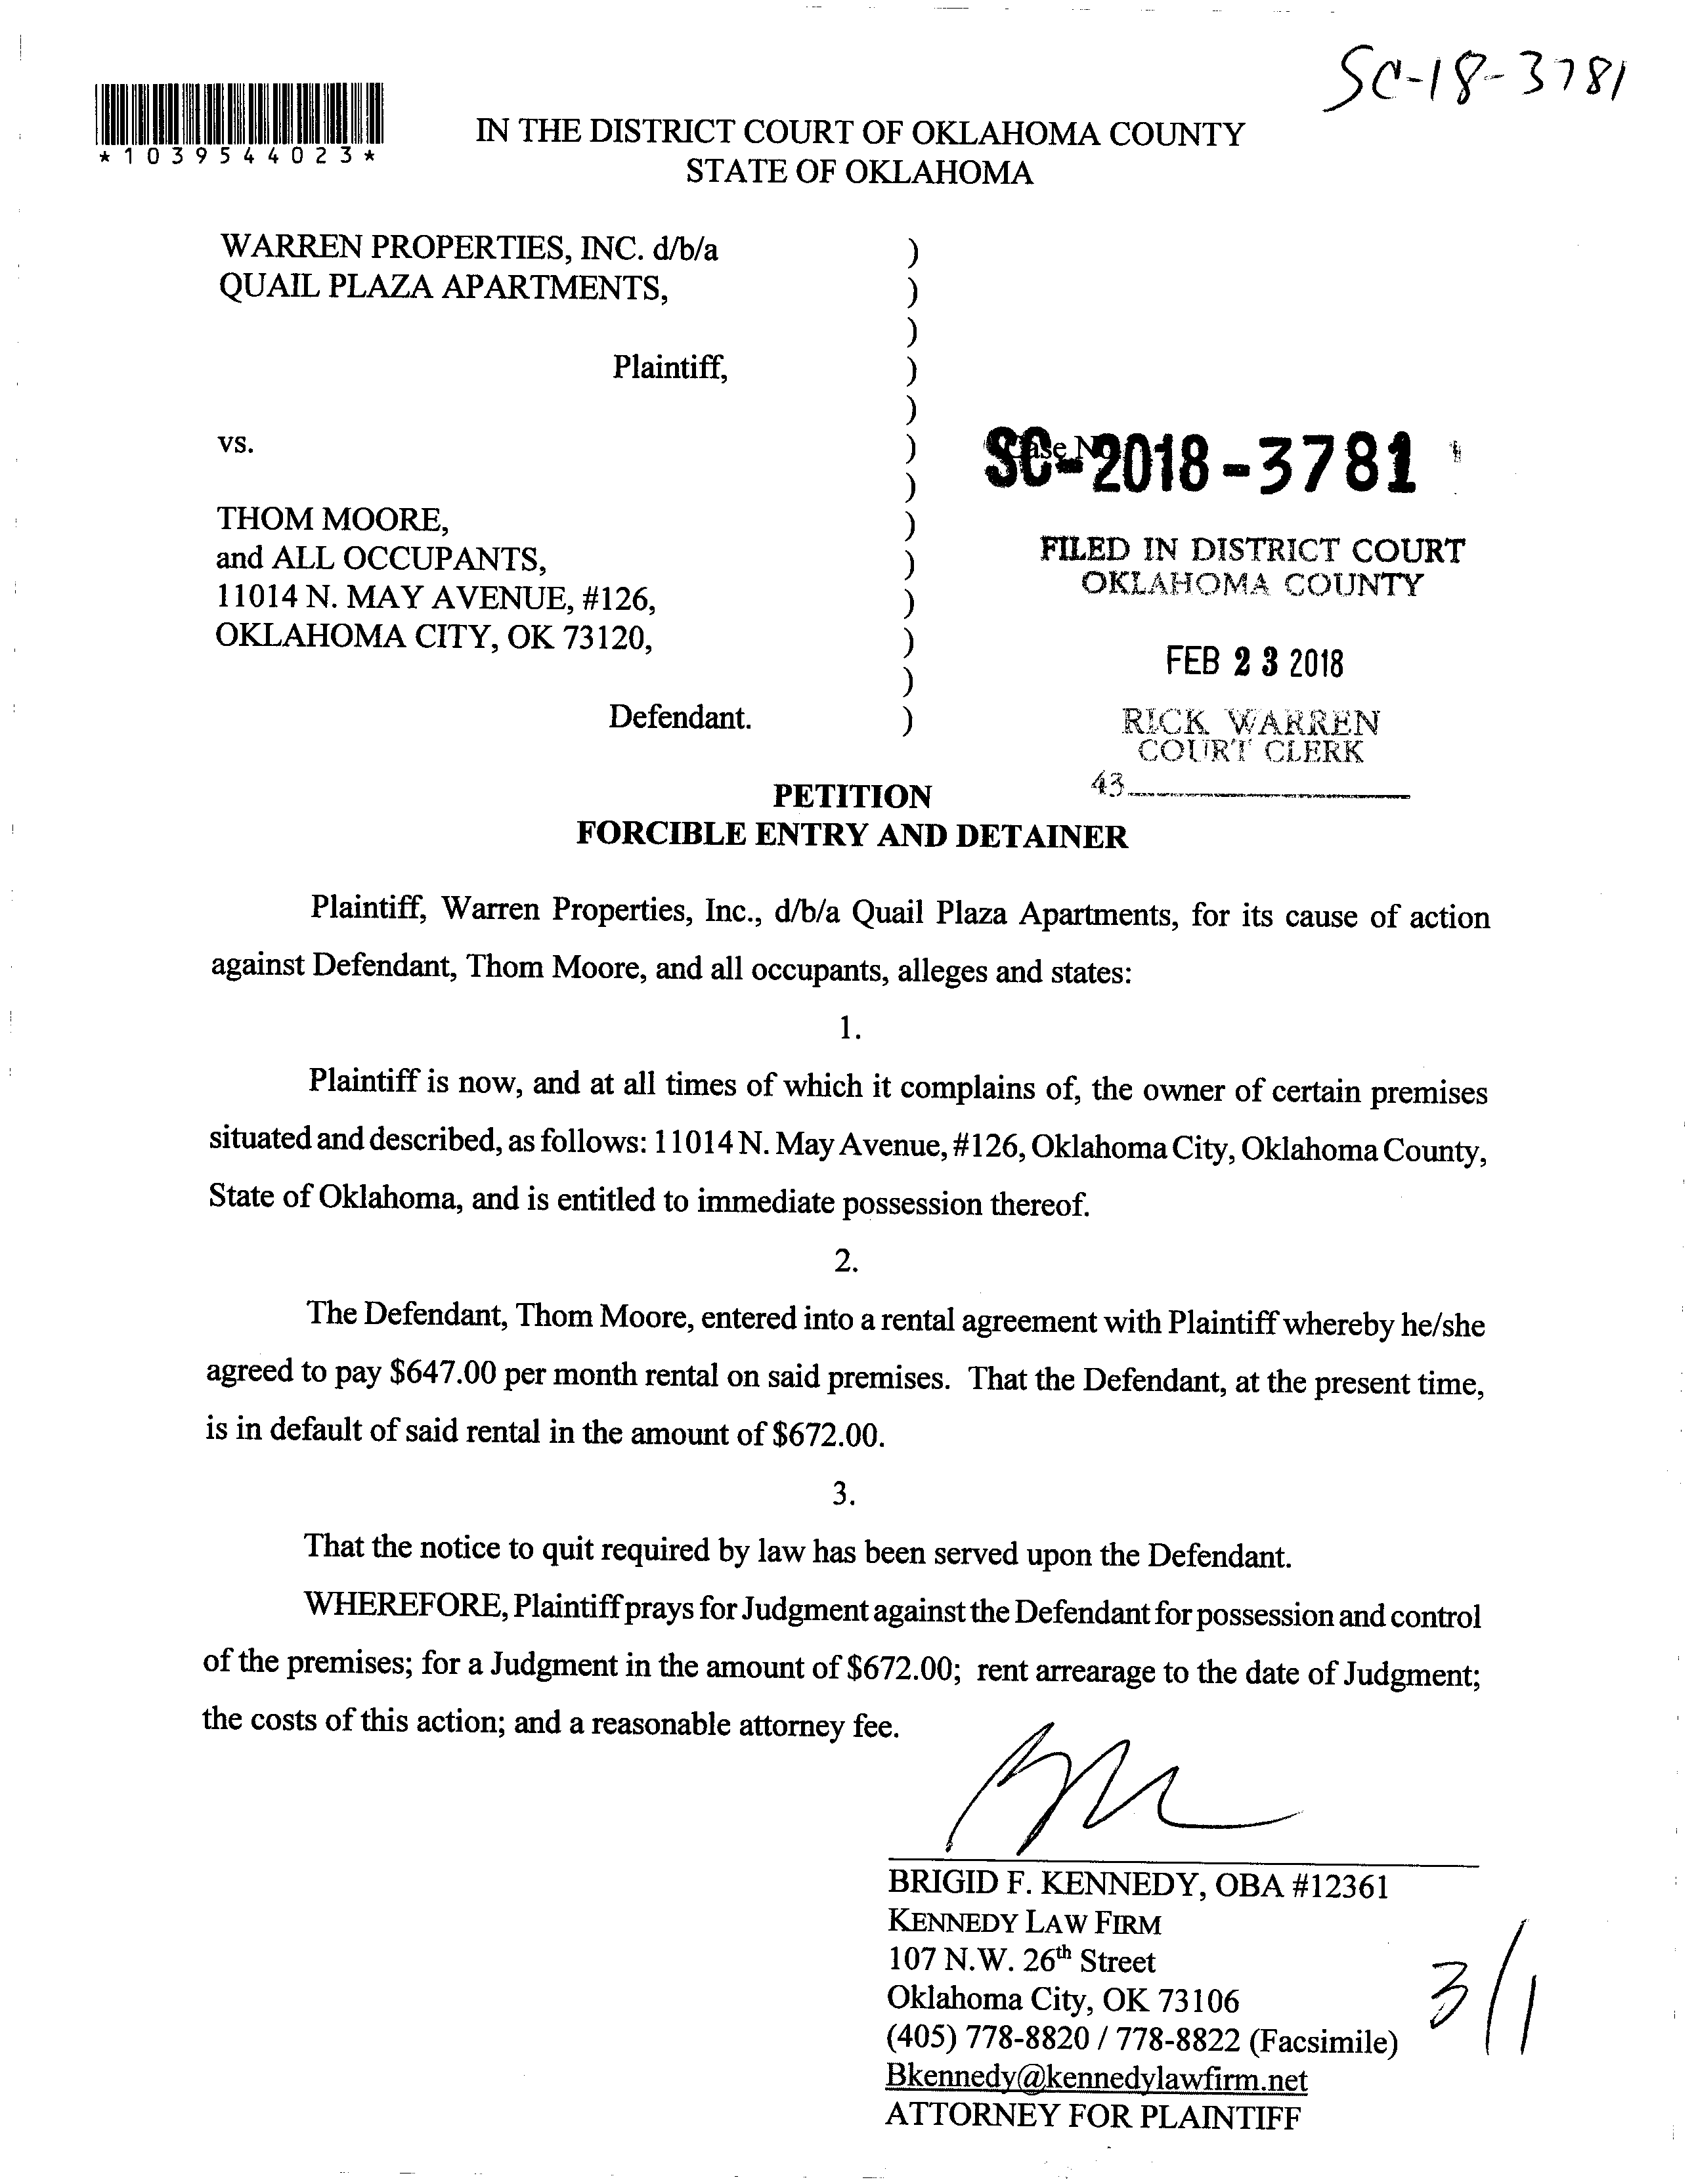 SC-18-3781
*1039544023*
IN THE DISTRICT COURT OF OKLAHOMA COUNTY
STATE OF OKLAHOMA
WARREN PROPERTIES, INC. d/b/a )
QUAIL PLAZA APARTMENTS, )
)
Plaintiff, )
)
vs. )
)
THOM MOORE, )
and ALL OCCUPANTS, )
11014 N. MAY AVENUE, #126, )
OKLAHOMA CITY, OK 73120, )
)
Defendant. )
Case No.
SC-2018-3781
FILED IN DISTRICT COURT
OKLAHOMA COUNTY
FEB 23 2018
RICK WARREN
COURT CLERK
43
PETITION
FORCIBLE ENTRY AND DETAINER
Plaintiff, Warren Properties, Inc., d/b/a Quail Plaza Apartments, for its cause of action
against Defendant, Thom Moore, and all occupants, alleges and states:
1.
Plaintiff is now, and at all times of which it complains of, the owner of certain premises
situated and described, as follows: 11014 N. May Avenue, #126, Oklahoma City, Oklahoma County,
State of Oklahoma, and is entitled to immediate possession thereof.
2.
The Defendant, Thom Moore, entered into a rental agreement with Plaintiff whereby he/she
agreed to pay $647.00 per month rental on said premises. That the Defendant, at the present time,
is in default of said rental in the amount of $672.00.
3.
That the notice to quit required by law has been served upon the Defendant.
WHEREFORE, Plaintiff prays for Judgment against the Defendant for possession and control
of the premises; for a Judgment in the amount of $672.00; rent arrearage to the date of Judgment;
the costs of this action; and a reasonable attorney fee.
BRIGID F. KENNEDY, OBA #12361
KENNEDY LAW FIRM
107 N.W. 26th Street
Oklahoma City, OK 73106
(405) 778-8820 / 778-8822 (Facsimile)
Bkennedy@kennedylawfirm.net
ATTORNEY FOR PLAINTIFF
3/1